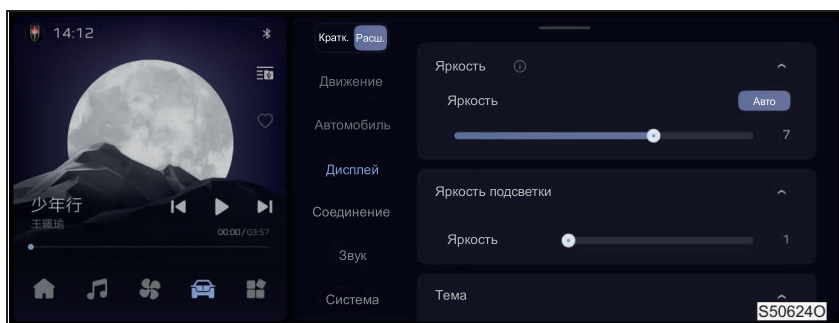 14:12
少年行
王珮瑜
00:00/03:57
Кратк. Расш.
Движение
Автомобиль
Дисплей
Соединение
Звук
Система
Яркость
Яркость Авто
7
Яркость подсветки
Яркость 1
Тема
S50624O